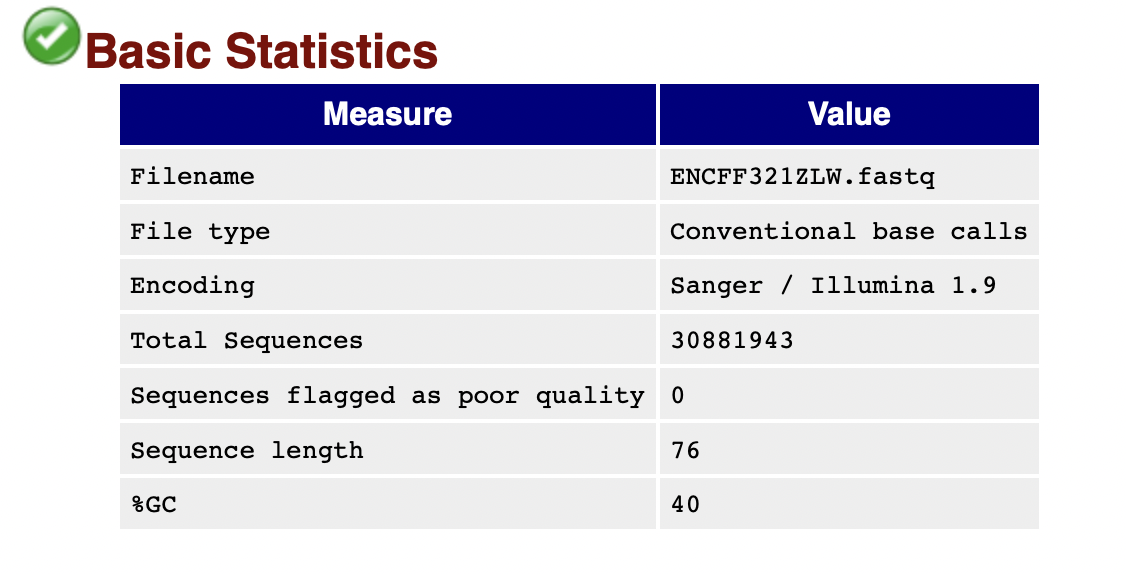 Basic Statistics
Measure Value
Filename ENCFF321ZLW.fastq
File type Conventional base calls
Encoding Sanger / Illumina 1.9
Total Sequences 30881943
Sequences flagged as poor quality 0
Sequence length 76
%GC 40